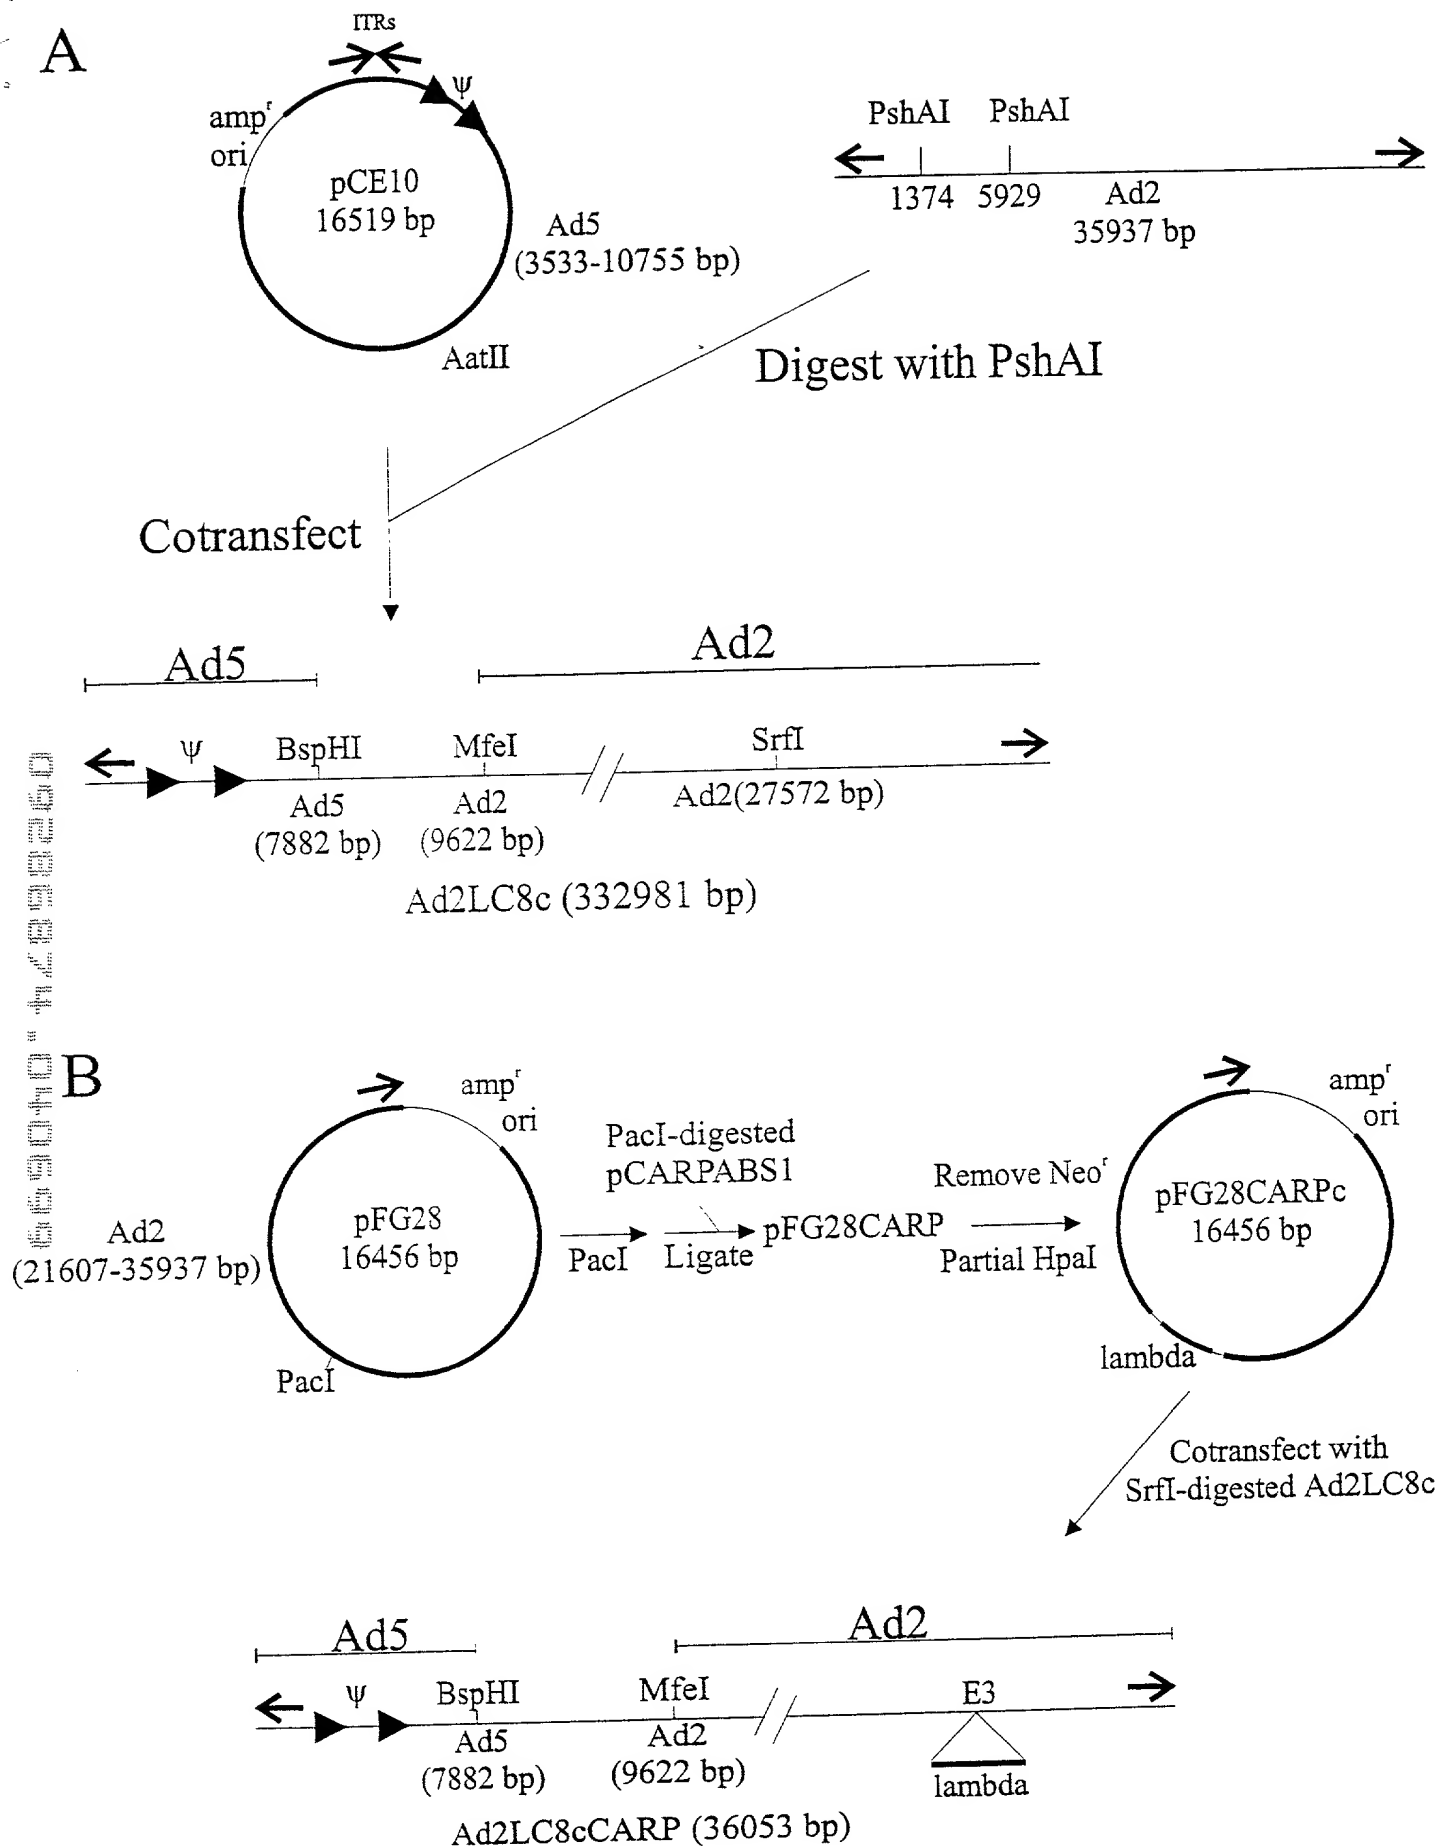 A
ITRs
ψ
ampʳ
ori
pCE10
16519 bp
Ad5
(3533-10755 bp)
AatII
PshAI PshAI
1374 5929 Ad2
35937 bp
Digest with PshAI
Cotransfect
Ad5 Ad2
ψ BspHI MfeI SrfI
Ad5 Ad2 Ad2(27572 bp)
(7882 bp) (9622 bp)
Ad2LC8c (332981 bp)
B
ampʳ
ori
pFG28
16456 bp
Ad2
(21607-35937 bp)
PacI
PacI
PacI-digested
pCARPABS1
Ligate
pFG28CARP
Remove Neoʳ
Partial HpaI
ampʳ
ori
pFG28CARPc
16456 bp
lambda
Cotransfect with
SrfI-digested Ad2LC8c
Ad5 Ad2
ψ BspHI MfeI E3
Ad5 Ad2
(7882 bp) (9622 bp)
lambda
Ad2LC8cCARP (36053 bp)